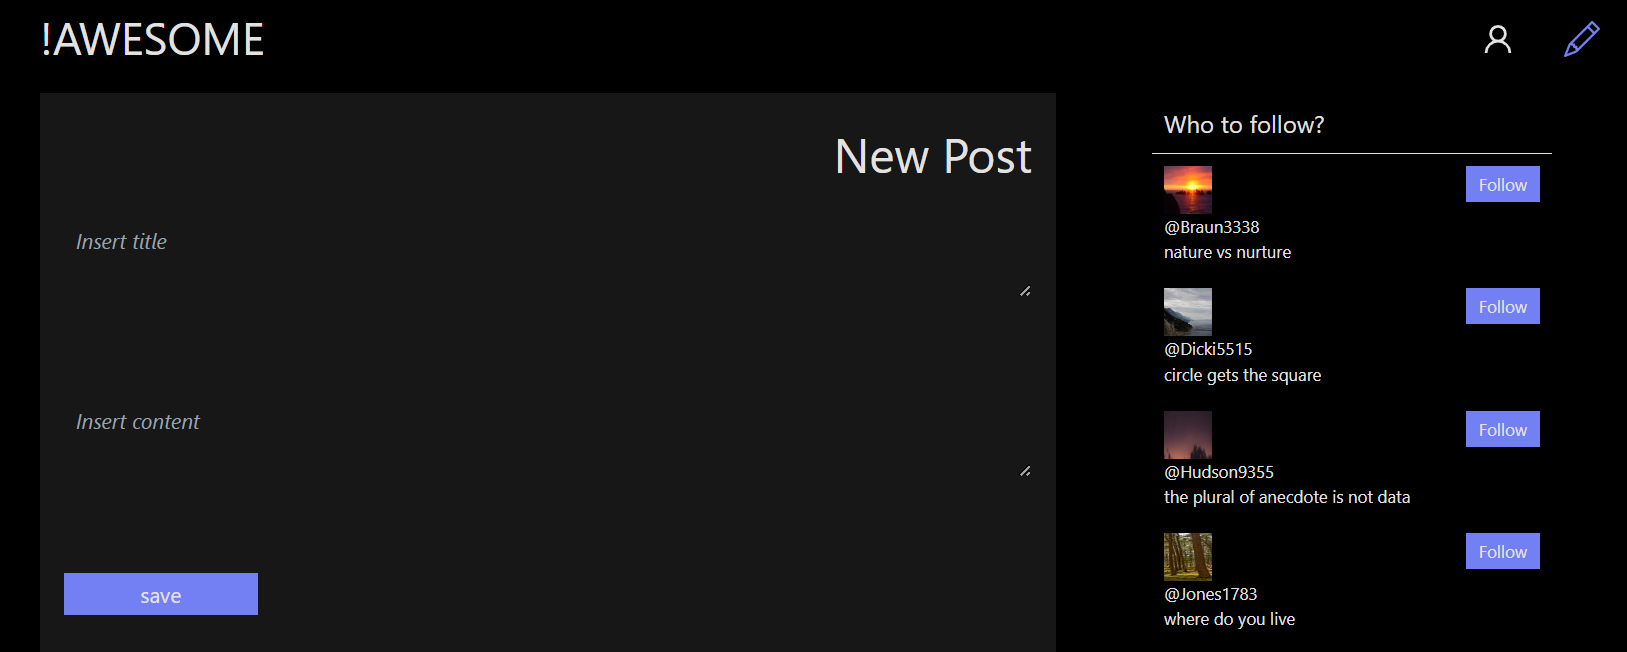 !AWESOME
New Post
Insert title
Insert content
save
Who to follow?
Follow
@Braun3338
nature vs nurture
Follow
@Dicki5515
circle gets the square
Follow
@Hudson9355
the plural of anecdote is not data
Follow
@Jones1783
where do you live